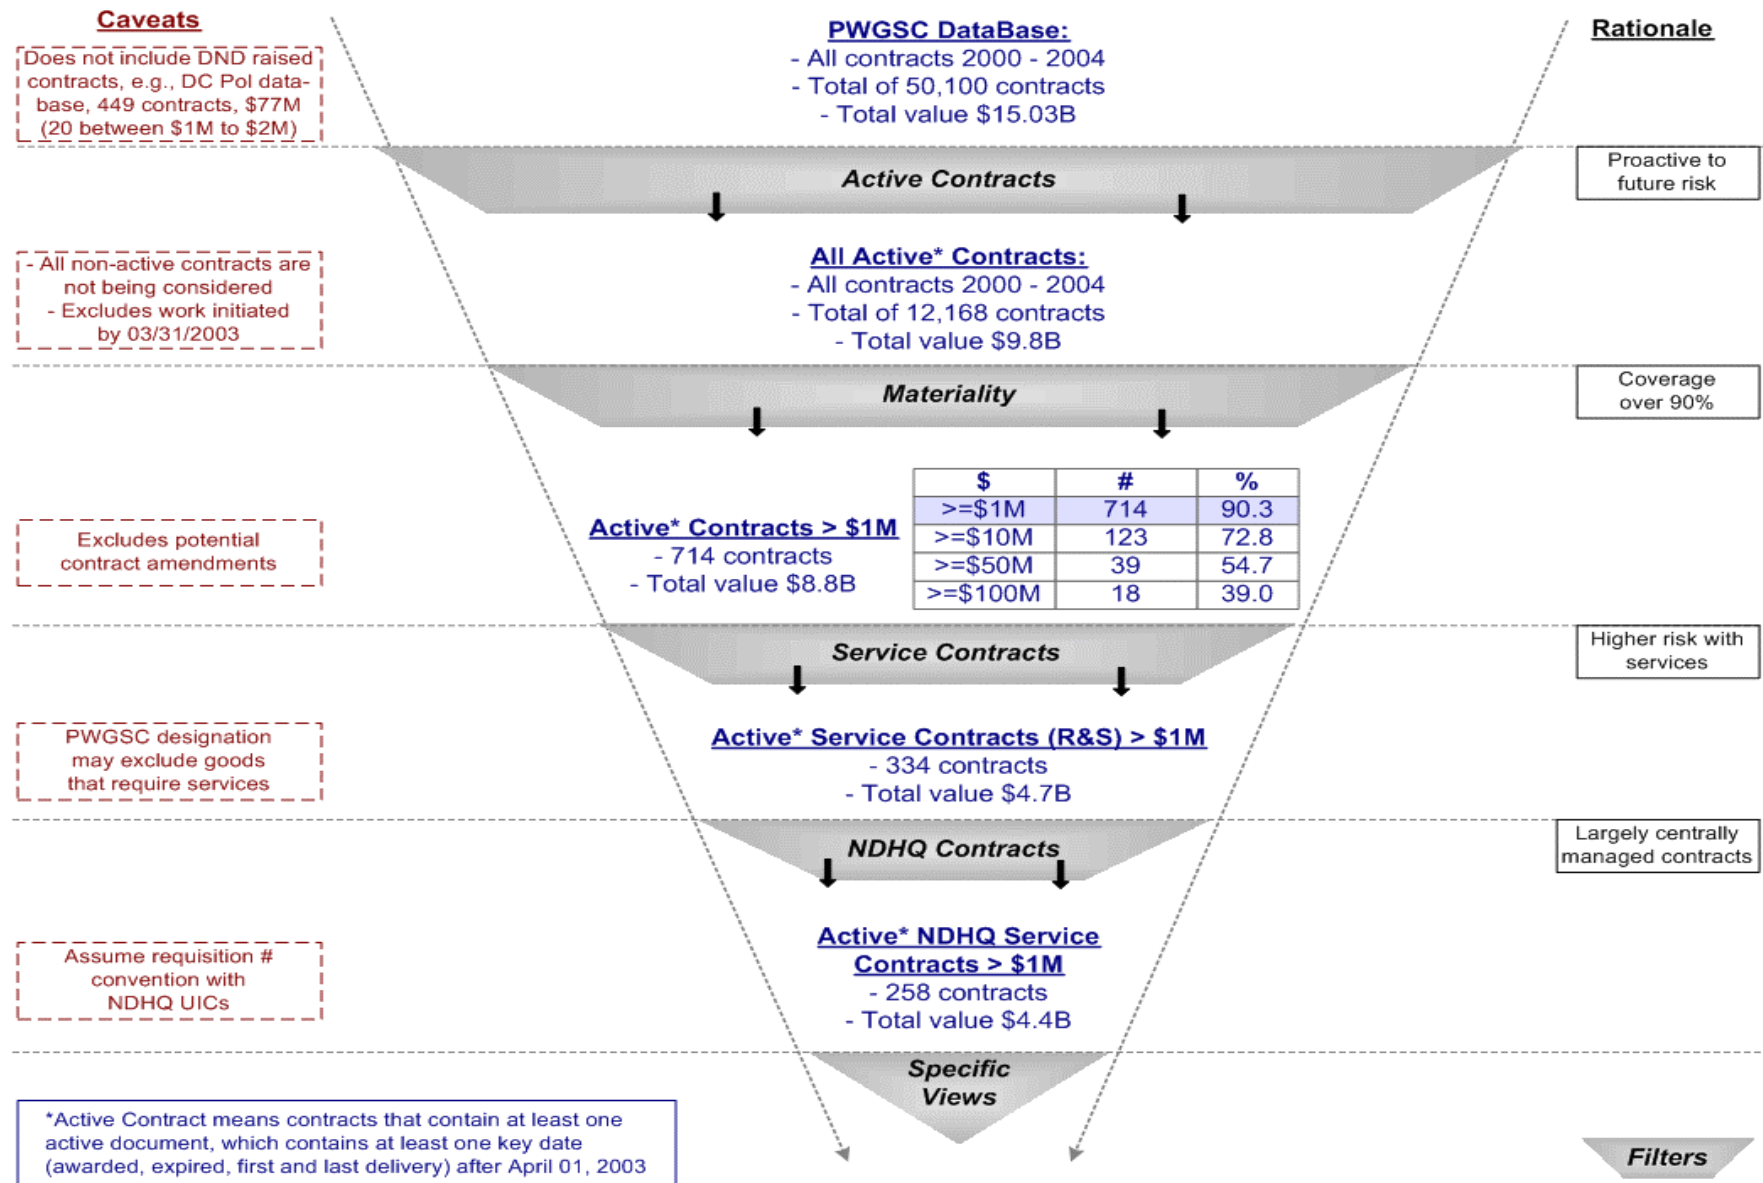 Caveats
PWGSC DataBase:
- All contracts 2000 - 2004
- Total of 50,100 contracts
- Total value $15.03B
Rationale
Does not include DND raised
contracts, e.g., DC Pol data-
base, 449 contracts, $77M
(20 between $1M to $2M)
Active Contracts
Proactive to
future risk
- All non-active contracts are
not being considered
- Excludes work initiated
by 03/31/2003
All Active* Contracts:
- All contracts 2000 - 2004
- Total of 12,168 contracts
- Total value $9.8B
Materiality
Coverage
over 90%
Excludes potential
contract amendments
Active* Contracts > $1M
- 714 contracts
- Total value $8.8B
$ # %
>=$1M 714 90.3
>=$10M 123 72.8
>=$50M 39 54.7
>=$100M 18 39.0
Service Contracts
Higher risk with
services
PWGSC designation
may exclude goods
that require services
Active* Service Contracts (R&S) > $1M
- 334 contracts
- Total value $4.7B
NDHQ Contracts
Largely centrally
managed contracts
Assume requisition #
convention with
NDHQ UICs
Active* NDHQ Service
Contracts > $1M
- 258 contracts
- Total value $4.4B
Specific
Views
*Active Contract means contracts that contain at least one
active document, which contains at least one key date
(awarded, expired, first and last delivery) after April 01, 2003
Filters